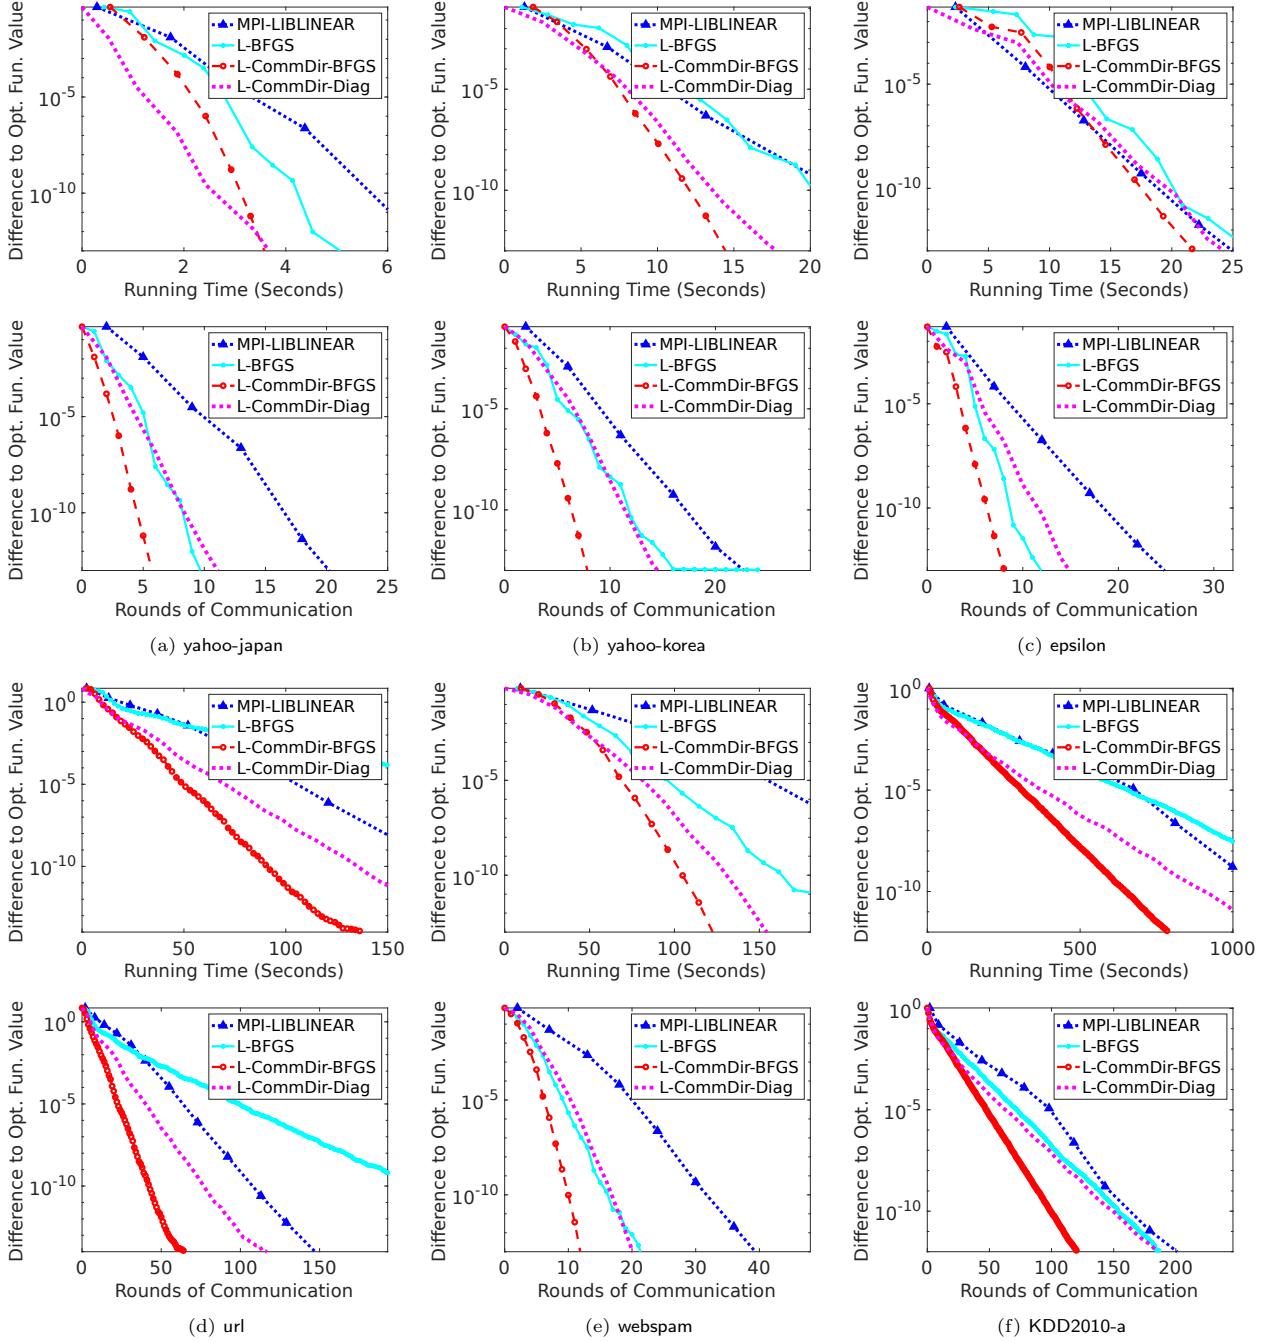 Difference to Opt. Fun. Value
10^-5
10^-10
MPI-LIBLINEAR
L-BFGS
L-CommDir-BFGS
L-CommDir-Diag
0 2 4 6
Running Time (Seconds)
Difference to Opt. Fun. Value
10^-5
10^-10
MPI-LIBLINEAR
L-BFGS
L-CommDir-BFGS
L-CommDir-Diag
0 5 10 15 20
Running Time (Seconds)
Difference to Opt. Fun. Value
10^-5
10^-10
MPI-LIBLINEAR
L-BFGS
L-CommDir-BFGS
L-CommDir-Diag
0 5 10 15 20 25
Running Time (Seconds)
Difference to Opt. Fun. Value
10^-5
10^-10
MPI-LIBLINEAR
L-BFGS
L-CommDir-BFGS
L-CommDir-Diag
0 5 10 15 20 25
Rounds of Communication
(a) yahoo-japan
Difference to Opt. Fun. Value
10^-5
10^-10
MPI-LIBLINEAR
L-BFGS
L-CommDir-BFGS
L-CommDir-Diag
0 10 20
Rounds of Communication
(b) yahoo-korea
Difference to Opt. Fun. Value
10^-5
10^-10
MPI-LIBLINEAR
L-BFGS
L-CommDir-BFGS
L-CommDir-Diag
0 10 20 30
Rounds of Communication
(c) epsilon
Difference to Opt. Fun. Value
10^0
10^-5
10^-10
MPI-LIBLINEAR
L-BFGS
L-CommDir-BFGS
L-CommDir-Diag
0 50 100 150
Running Time (Seconds)
Difference to Opt. Fun. Value
10^-5
10^-10
MPI-LIBLINEAR
L-BFGS
L-CommDir-BFGS
L-CommDir-Diag
0 50 100 150
Running Time (Seconds)
Difference to Opt. Fun. Value
10^0
10^-5
10^-10
MPI-LIBLINEAR
L-BFGS
L-CommDir-BFGS
L-CommDir-Diag
0 500 1000
Running Time (Seconds)
Difference to Opt. Fun. Value
10^0
10^-5
10^-10
MPI-LIBLINEAR
L-BFGS
L-CommDir-BFGS
L-CommDir-Diag
0 50 100 150
Rounds of Communication
(d) url
Difference to Opt. Fun. Value
10^-5
10^-10
MPI-LIBLINEAR
L-BFGS
L-CommDir-BFGS
L-CommDir-Diag
0 10 20 30 40
Rounds of Communication
(e) webspam
Difference to Opt. Fun. Value
10^0
10^-5
10^-10
MPI-LIBLINEAR
L-BFGS
L-CommDir-BFGS
L-CommDir-Diag
0 50 100 150 200
Rounds of Communication
(f) KDD2010-a